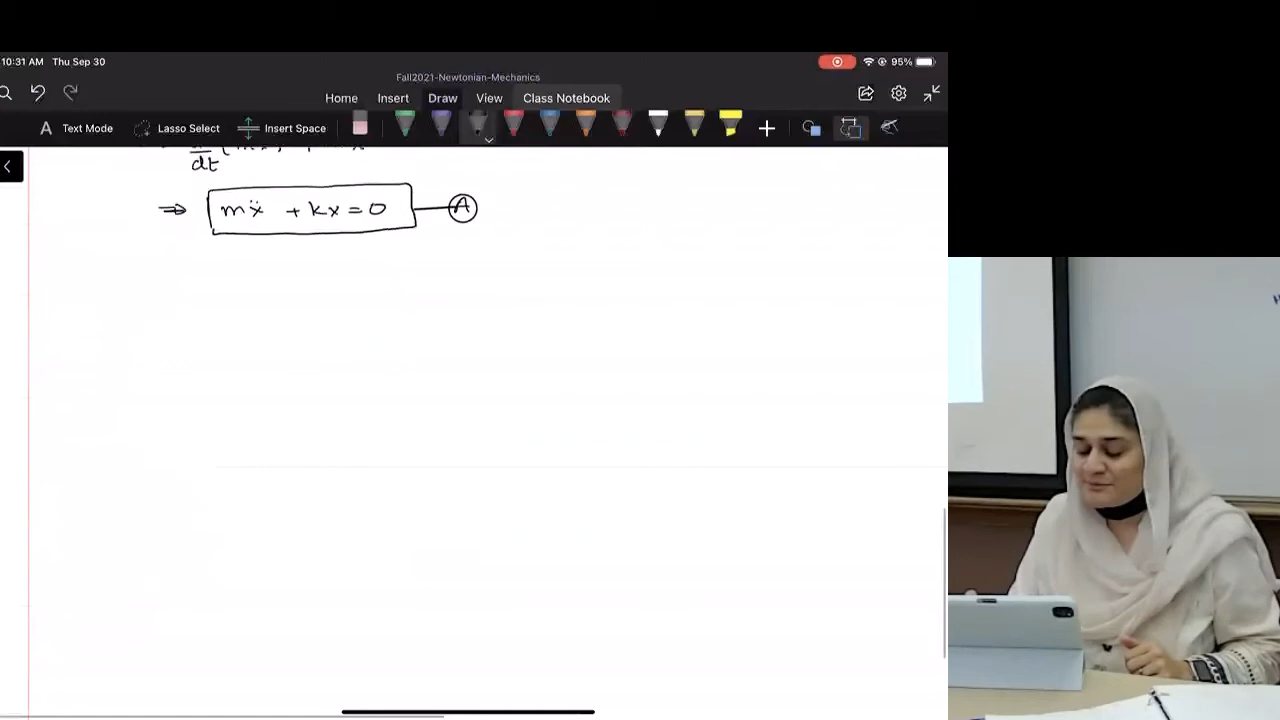 10:31 AM Thu Sep 30
95%
Fall2021-Newtonian-Mechanics
Home Insert Draw View Class Notebook
A Text Mode Lasso Select Insert Space
dt
⇒ mẍ + kx = 0 — A